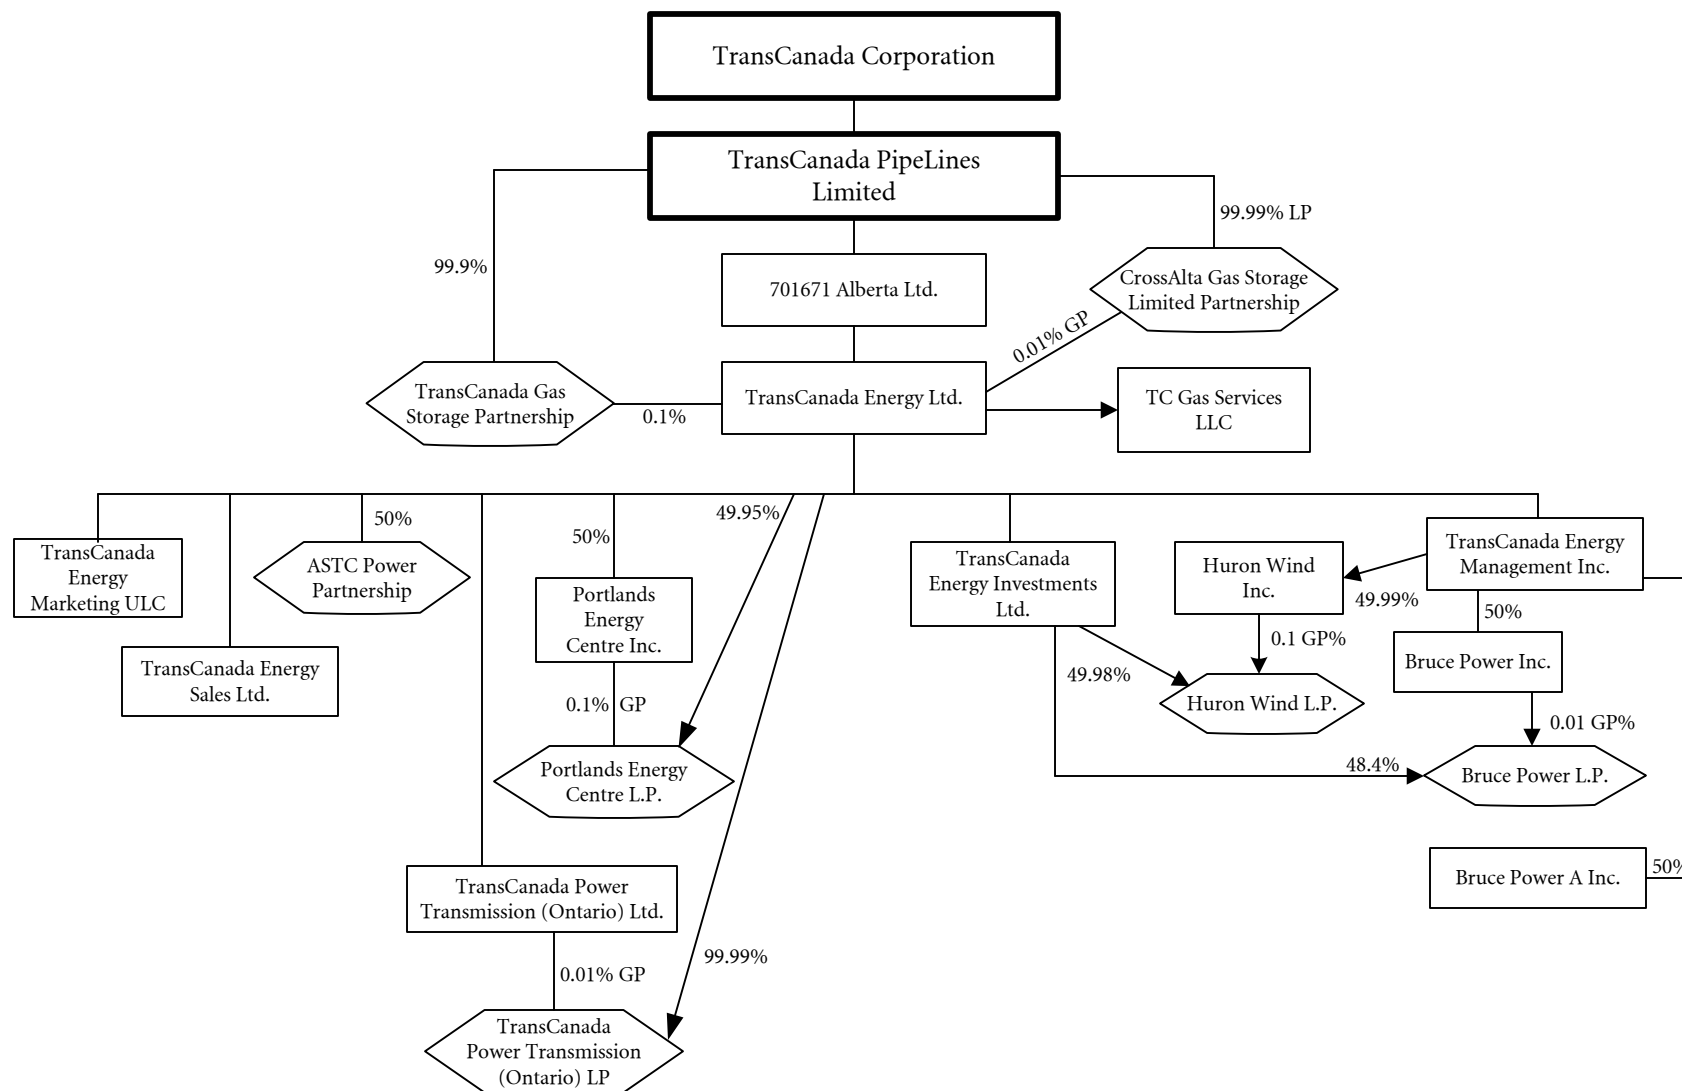 TransCanada Corporation
TransCanada PipeLines
Limited
99.99% LP
99.9%
701671 Alberta Ltd.
CrossAlta Gas Storage
Limited Partnership
0.01% GP
TransCanada Gas
Storage Partnership
0.1%
TransCanada Energy Ltd.
TC Gas Services
LLC
TransCanada
Energy
Marketing ULC
TransCanada Energy
Sales Ltd.
50%
ASTC Power
Partnership
50%
Portlands
Energy
Centre Inc.
49.95%
0.1% GP
Portlands Energy
Centre L.P.
TransCanada Power
Transmission (Ontario) Ltd.
0.01% GP
99.99%
TransCanada
Power Transmission
(Ontario) LP
TransCanada
Energy Investments
Ltd.
49.98%
48.4%
Huron Wind
Inc.
49.99%
0.1 GP%
Huron Wind L.P.
TransCanada Energy
Management Inc.
50%
Bruce Power Inc.
0.01 GP%
Bruce Power L.P.
Bruce Power A Inc.
50%